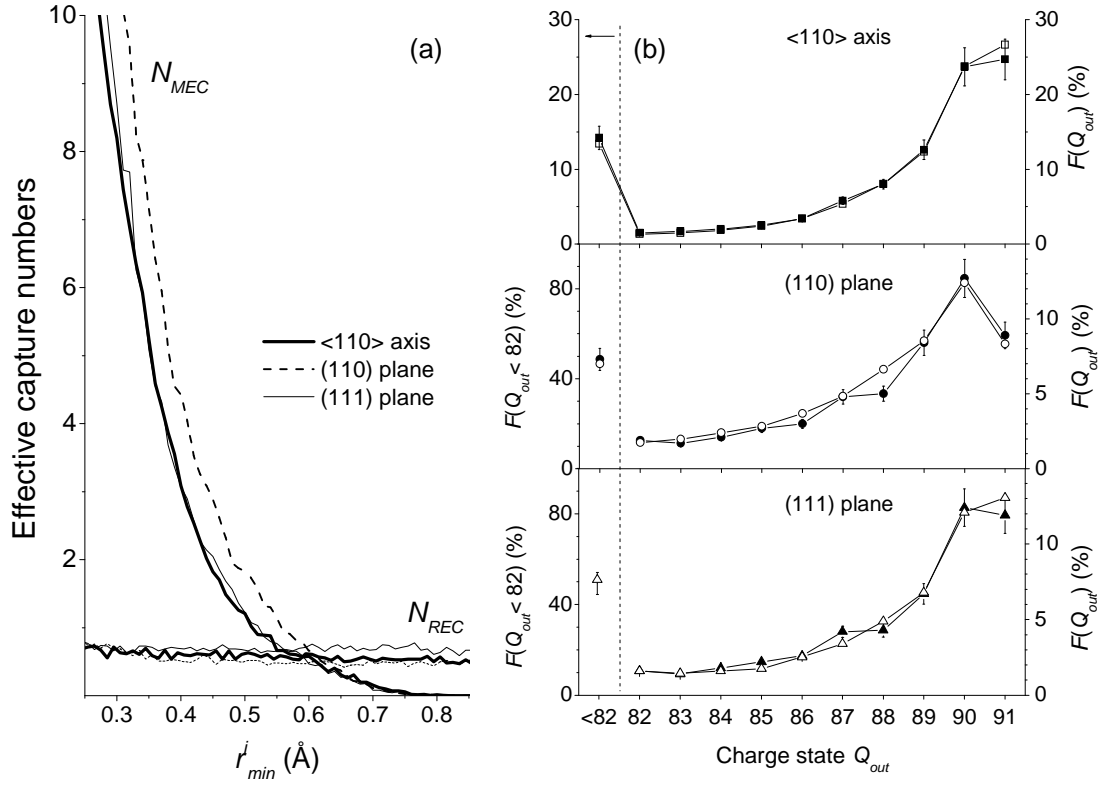 (a)
10
8
6
4
2
Effective capture numbers
N_MEC
<110> axis
(110) plane
(111) plane
N_REC
0.3 0.4 0.5 0.6 0.7 0.8
r^i_min (Å)
(b)
<110> axis
30
20
10
0
30
20
10
0
F(Q_out) (%)
(110) plane
F(Q_out < 82) (%)
80
40
0
10
5
0
F(Q_out) (%)
(111) plane
F(Q_out < 82) (%)
80
40
0
10
5
0
F(Q_out) (%)
<82 82 83 84 85 86 87 88 89 90 91
Charge state Q_out